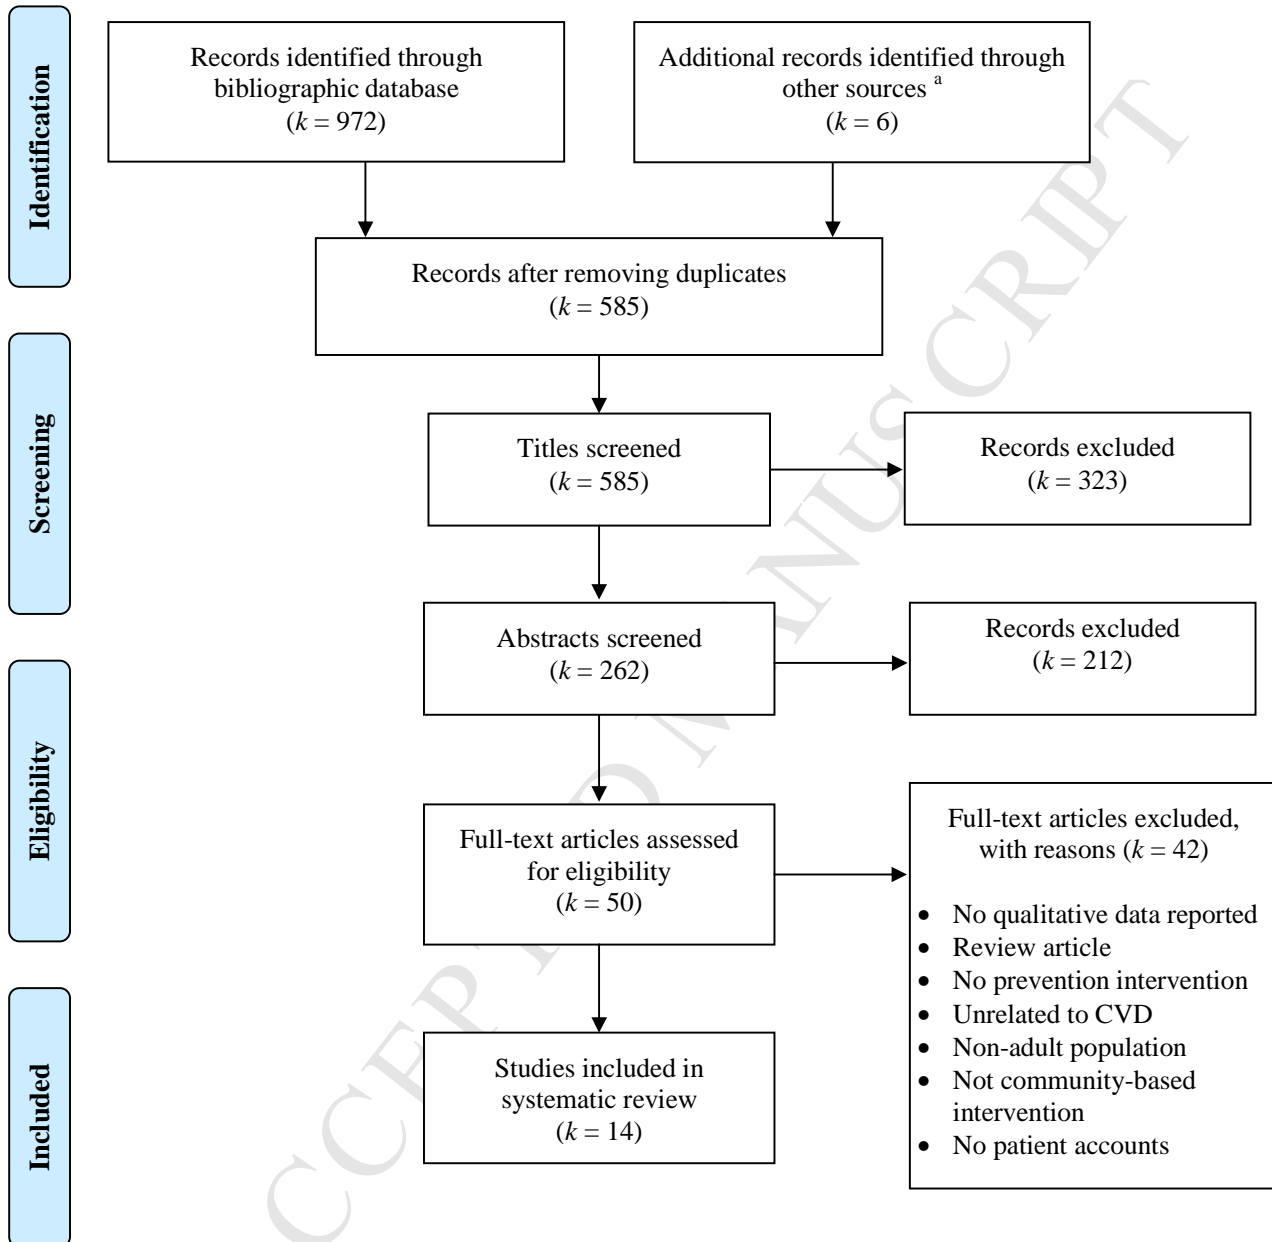 Identification
Records identified through
bibliographic database
(k = 972)
Additional records identified through
other sources a
(k = 6)
Records after removing duplicates
(k = 585)
Screening
Titles screened
(k = 585)
Records excluded
(k = 323)
Abstracts screened
(k = 262)
Records excluded
(k = 212)
Eligibility
Full-text articles assessed
for eligibility
(k = 50)
Full-text articles excluded,
with reasons (k = 42)
• No qualitative data reported
• Review article
• No prevention intervention
• Unrelated to CVD
• Non-adult population
• Not community-based
intervention
• No patient accounts
Included
Studies included in
systematic review
(k = 14)
CCEPTED MANUSCRIPT